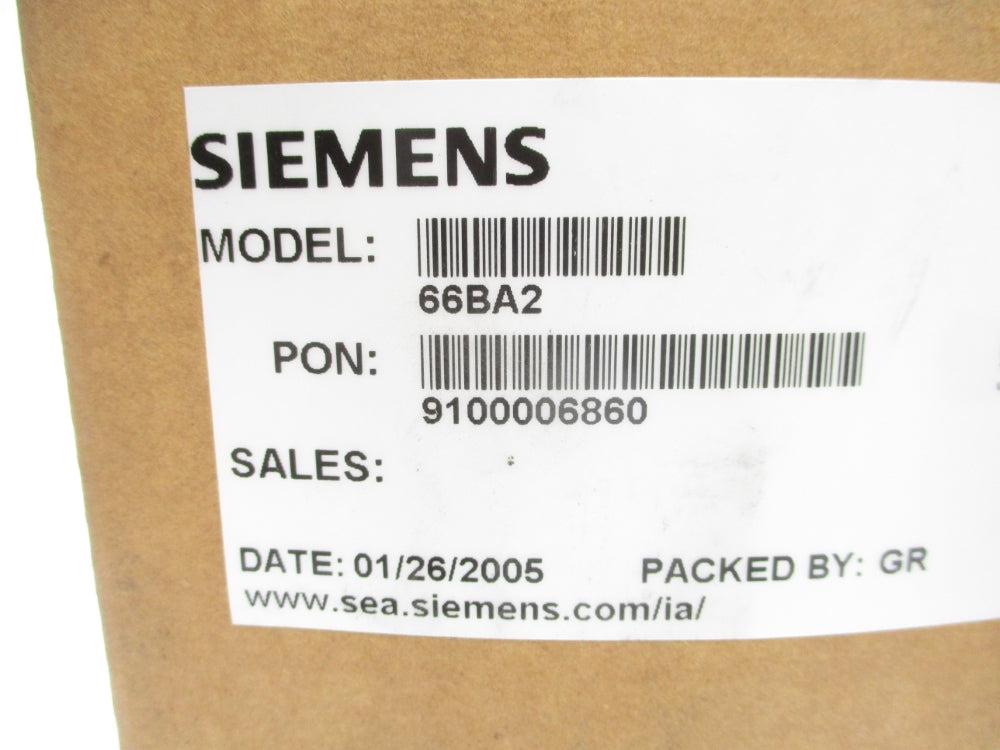 SIEMENS
MODEL:
66BA2
PON:
9100006860
SALES:
DATE: 01/26/2005 PACKED BY: GR
www.sea.siemens.com/ia/